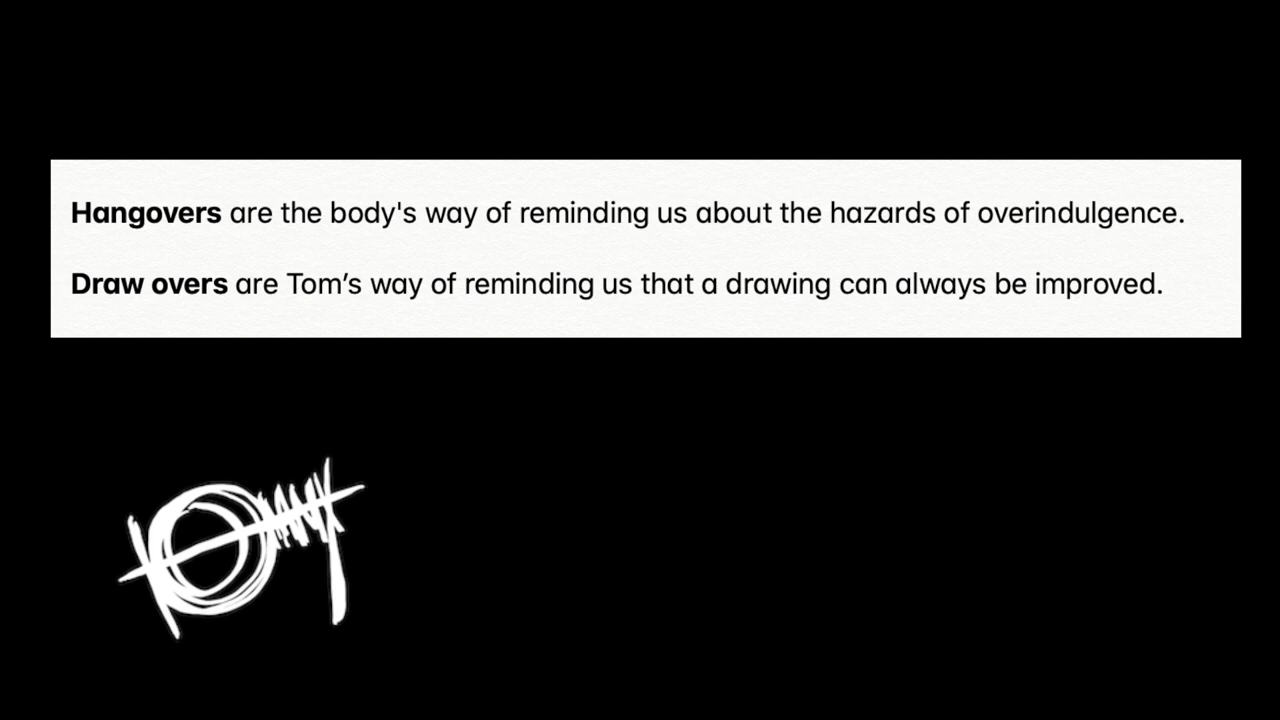 Hangovers are the body's way of reminding us about the hazards of overindulgence.
Draw overs are Tom’s way of reminding us that a drawing can always be improved.